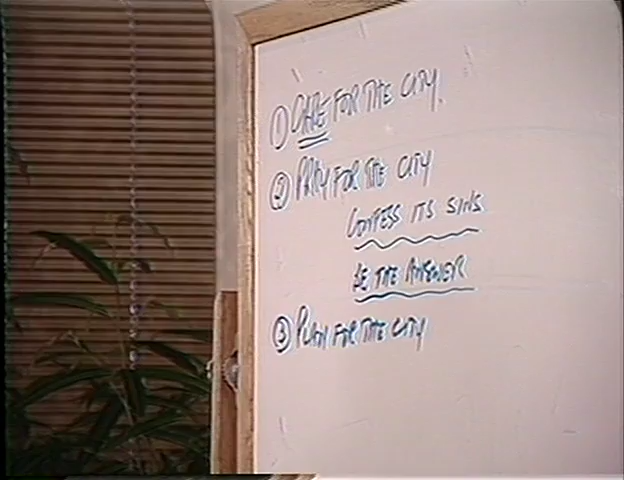 ① CARE FOR THE CITY.
② PRAY FOR THE CITY
CONFESS ITS SINS
BE THE ANSWER
③ PLAN FOR THE CITY